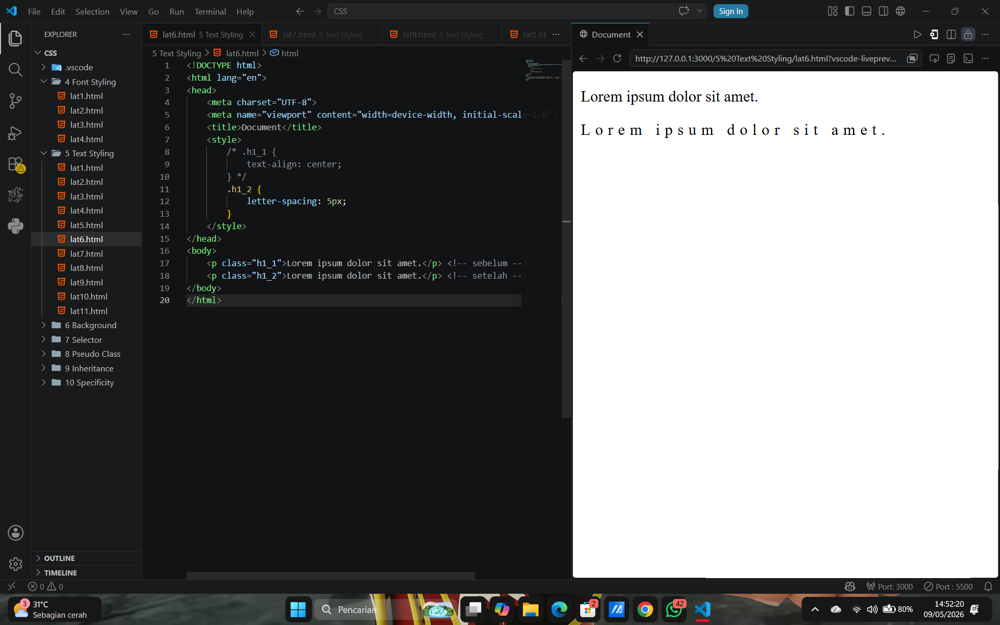 File Edit Selection View Go Run Terminal Help
CSS
Sign In
EXPLORER
CSS
.vscode
4 Font Styling
lat1.html
lat2.html
lat3.html
lat4.html
5 Text Styling
lat1.html
lat2.html
lat3.html
lat4.html
lat5.html
lat6.html
lat7.html
lat8.html
lat9.html
lat10.html
lat11.html
6 Background
7 Selector
8 Pseudo Class
9 Inheritance
10 Specificity
OUTLINE
TIMELINE
lat6.html 5 Text Styling
lat7.html 5 Text Styling
lat9.html 5 Text Styling
lat5.ht
5 Text Styling > lat6.html > html
1 <!DOCTYPE html>
2 <html lang="en">
3 <head>
4 <meta charset="UTF-8">
5 <meta name="viewport" content="width=device-width, initial-scale=1.0">
6 <title>Document</title>
7 <style>
8 /* .h1_1 {
9 text-align: center;
10 } */
11 .h1_2 {
12 letter-spacing: 5px;
13 }
14 </style>
15 </head>
16 <body>
17 <p class="h1_1">Lorem ipsum dolor sit amet.</p> <!-- sebelum -->
18 <p class="h1_2">Lorem ipsum dolor sit amet.</p> <!-- setelah -->
19 </body>
20 </html>
Document
http://127.0.0.1:3000/5%20Text%20Styling/lat6.html?vscode-liveprev...
Lorem ipsum dolor sit amet.
Lorem ipsum dolor sit amet.
0 0
Port: 3000
Port : 5500
3
31°C
Sebagian cerah
Pencarian
2
42
80%
14:52:20
09/05/2026